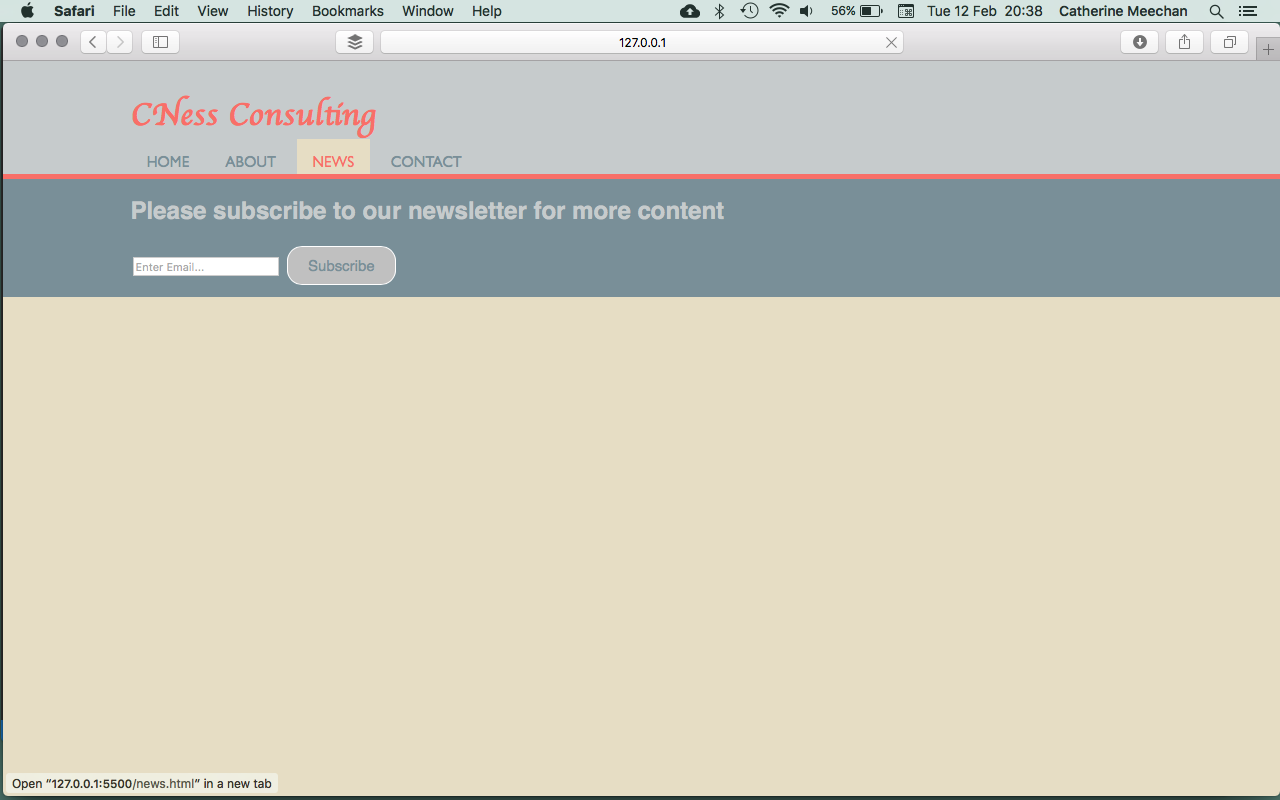 Safari File Edit View History Bookmarks Window Help 56% Tue 12 Feb 20:38 Catherine Meechan
127.0.0.1
CNess Consulting
HOME ABOUT NEWS CONTACT
Please subscribe to our newsletter for more content
Enter Email... Subscribe
Open "127.0.0.1:5500/news.html" in a new tab